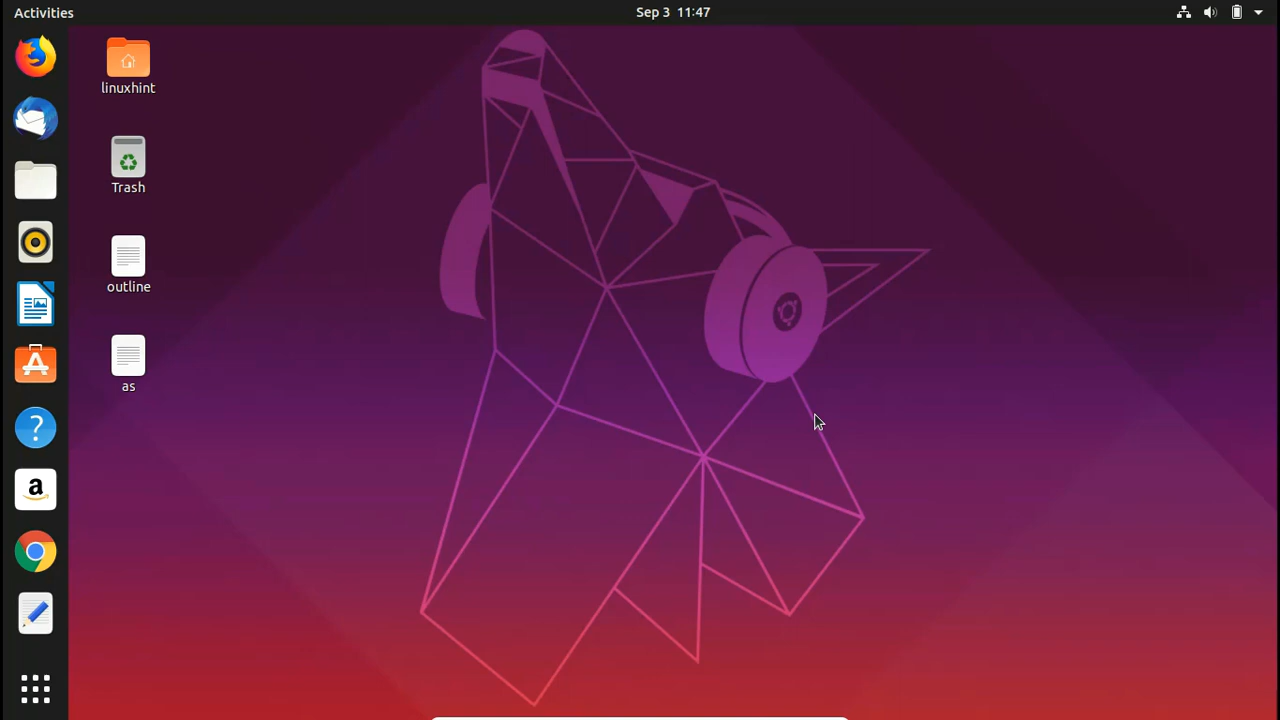 Activities
Sep 3 11:47
linuxhint
Trash
outline
as
?
a